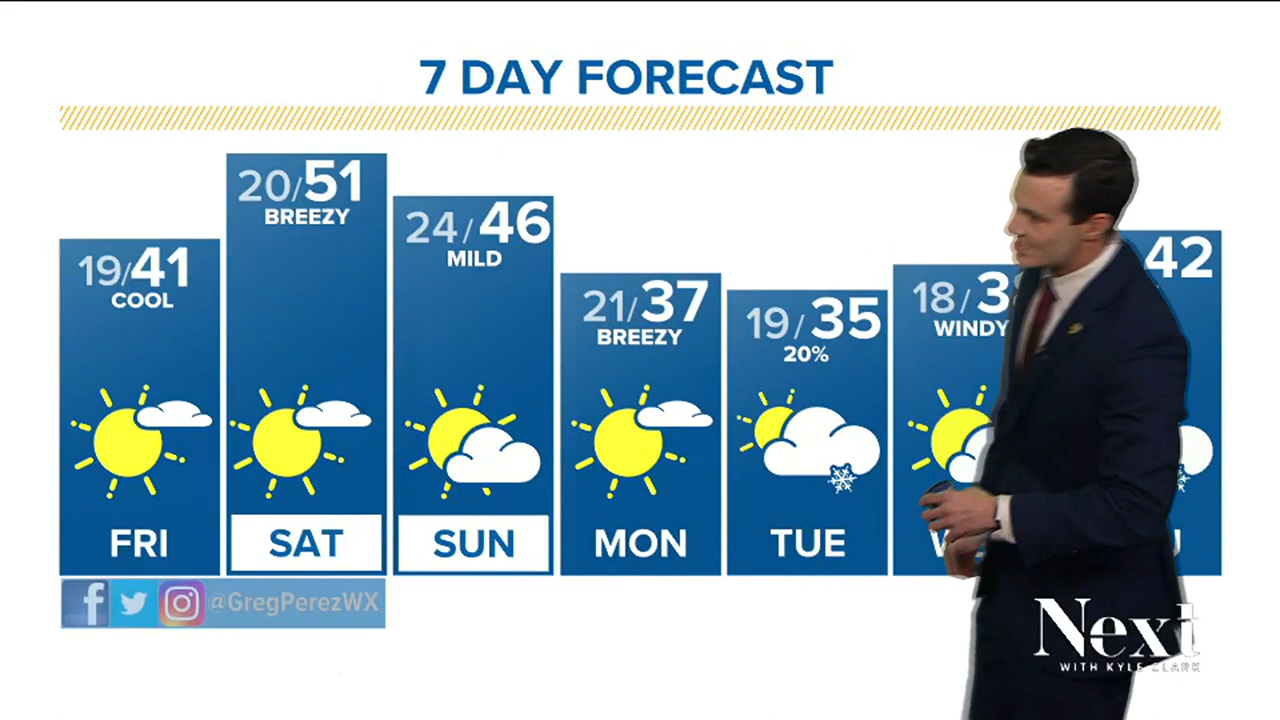 7 DAY FORECAST
19/41
COOL
FRI
20/51
BREEZY
SAT
24/46
MILD
SUN
21/37
BREEZY
MON
19/35
20%
TUE
18/3
WINDY
42
@GregPerezWX
Next
WITH KYLE CLARK